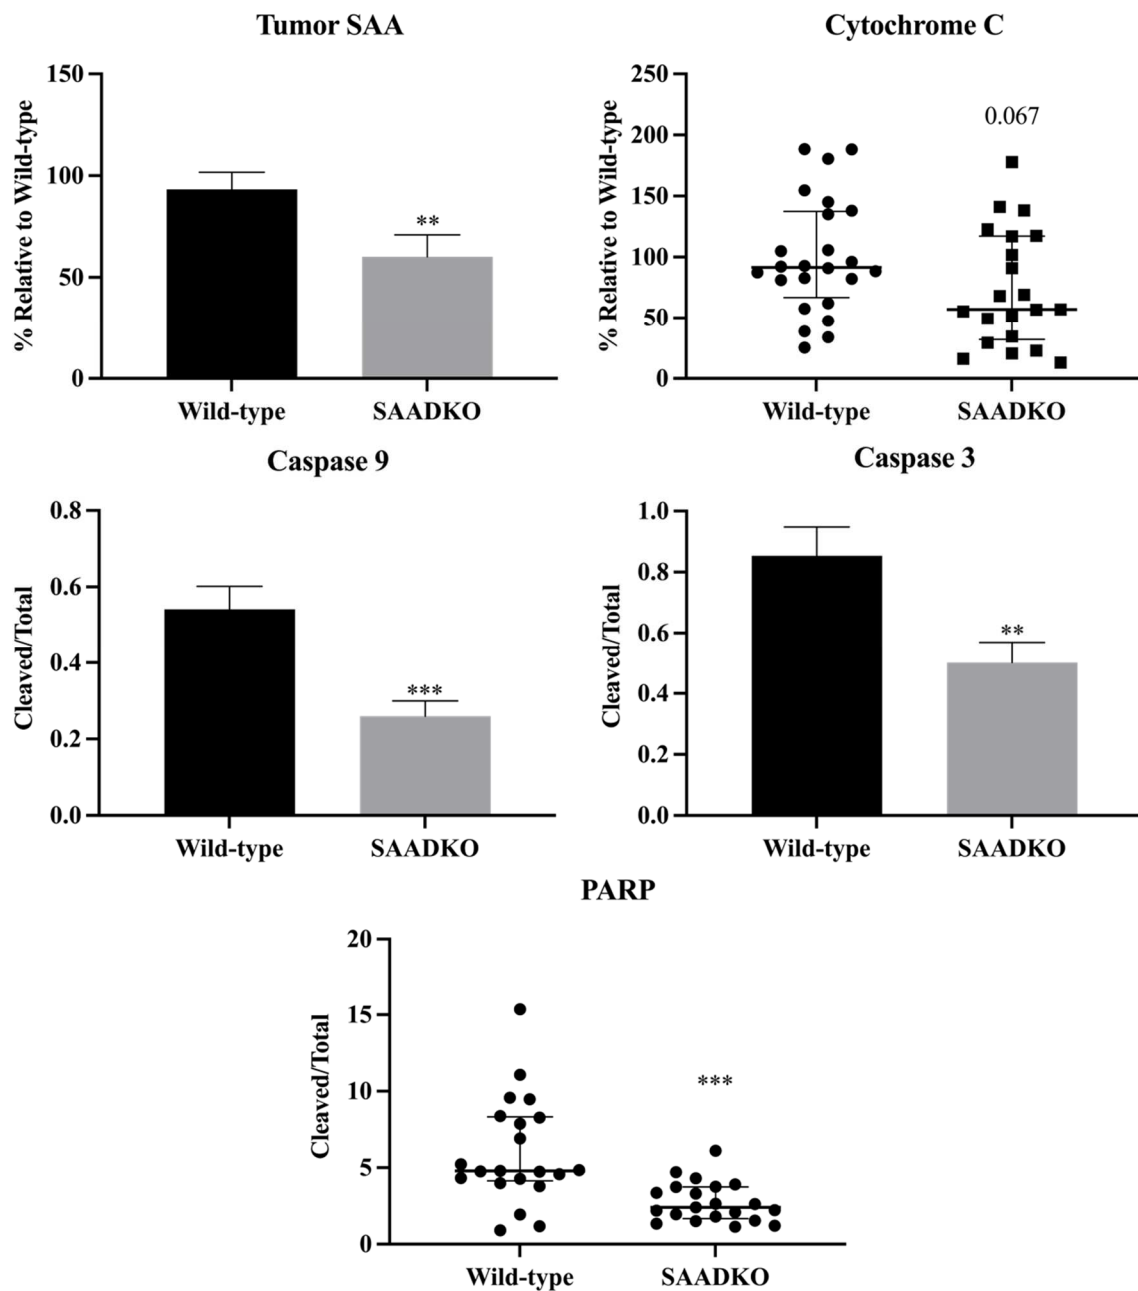 Tumor SAA
% Relative to Wild-type
150
100
50
0
**
Wild-type
SAADKO
Cytochrome C
% Relative to Wild-type
250
200
150
100
50
0
0.067
Wild-type
SAADKO
Caspase 9
Cleaved/Total
0.8
0.6
0.4
0.2
0.0
***
Wild-type
SAADKO
Caspase 3
Cleaved/Total
1.0
0.8
0.6
0.4
0.2
0.0
**
Wild-type
SAADKO
PARP
Cleaved/Total
20
15
10
5
0
***
Wild-type
SAADKO